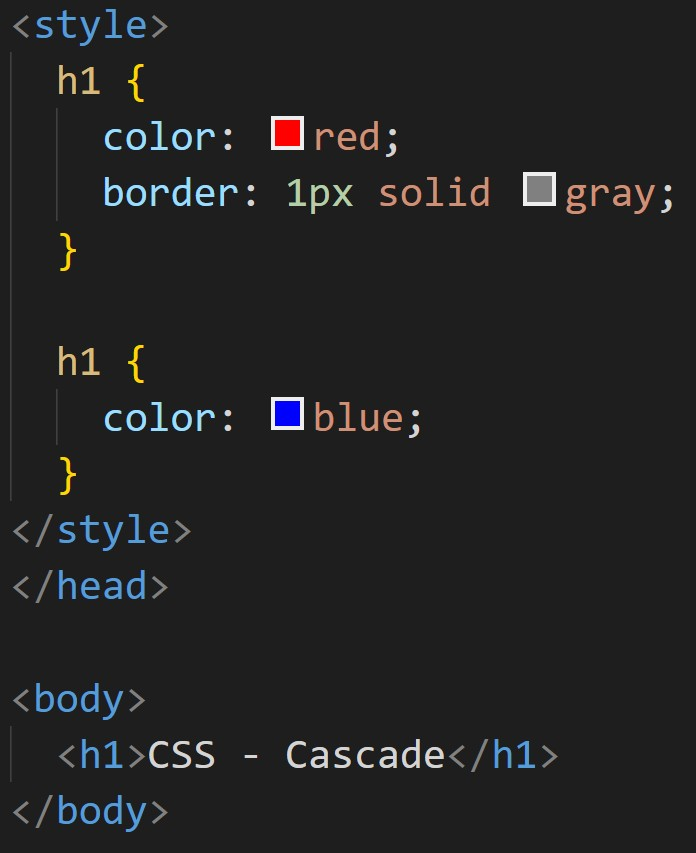 <style>
h1 {
color: red;
border: 1px solid gray;
}
h1 {
color: blue;
}
</style>
</head>
<body>
<h1>CSS - Cascade</h1>
</body>